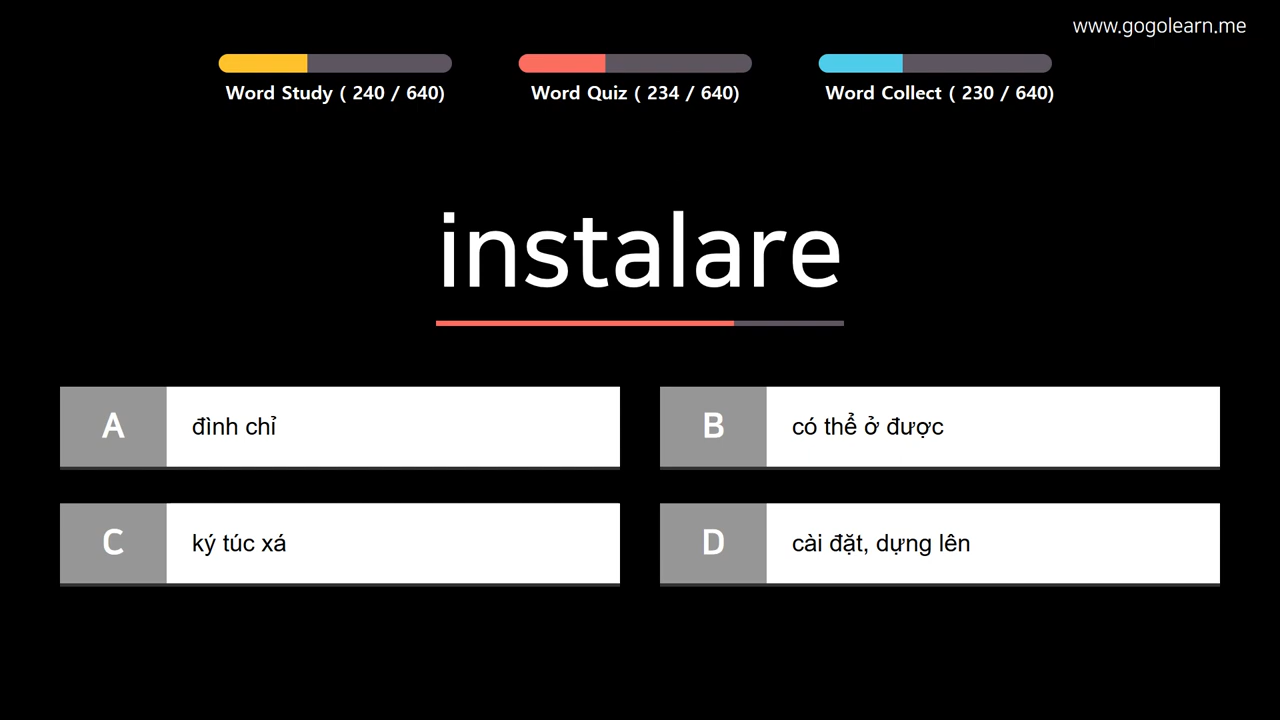 www.gogolearn.me
Word Study ( 240 / 640)
Word Quiz ( 234 / 640)
Word Collect ( 230 / 640)
instalare
A
đình chỉ
B
có thể ở được
C
ký túc xá
D
cài đặt, dựng lên